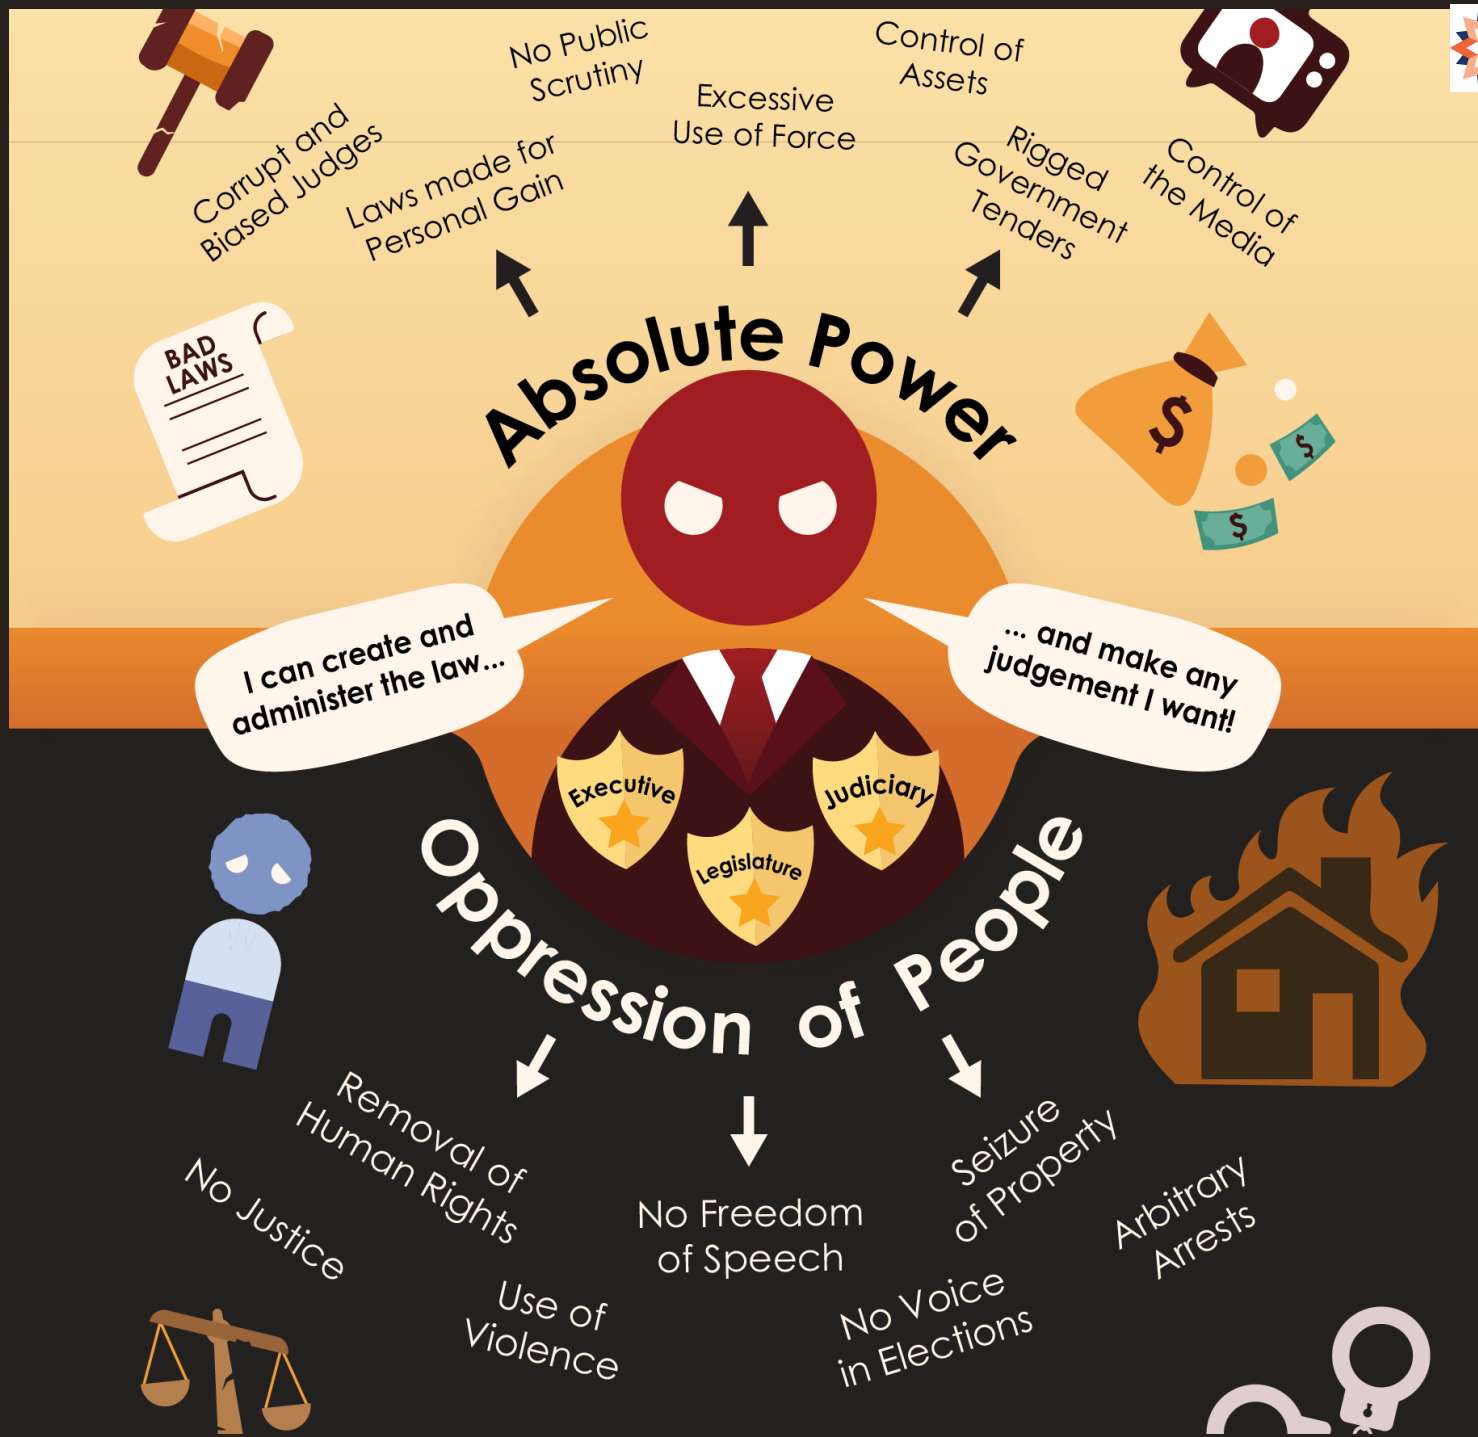 No Public
Scrutiny
Control of
Assets
Excessive
Use of Force
Corrupt and
Biased Judges
Laws made for
Personal Gain
Rigged
Government
Tenders
Control of
the Media
BAD
LAWS
Absolute Power
$
$
$
I can create and
administer the law...
... and make any
judgement I want!
Executive
Legislature
Judiciary
Oppression of People
Removal of
Human Rights
No Justice
No Freedom
of Speech
Seizure
of Property
Arbitrary
Arrests
Use of
Violence
No Voice
in Elections